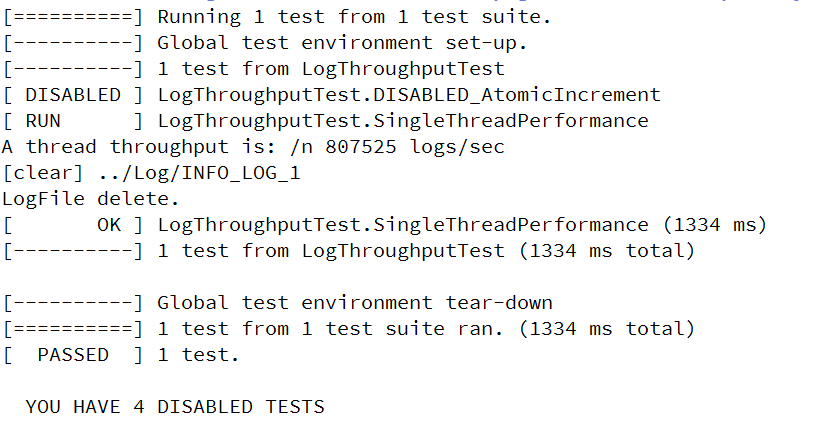 [==========] Running 1 test from 1 test suite.
[----------] Global test environment set-up.
[----------] 1 test from LogThroughputTest
[ DISABLED ] LogThroughputTest.DISABLED_AtomicIncrement
[ RUN      ] LogThroughputTest.SingleThreadPerformance
A thread throughput is: /n 807525 logs/sec
[clear] ../Log/INFO_LOG_1
LogFile delete.
[       OK ] LogThroughputTest.SingleThreadPerformance (1334 ms)
[----------] 1 test from LogThroughputTest (1334 ms total)

[----------] Global test environment tear-down
[==========] 1 test from 1 test suite ran. (1334 ms total)
[  PASSED  ] 1 test.

  YOU HAVE 4 DISABLED TESTS